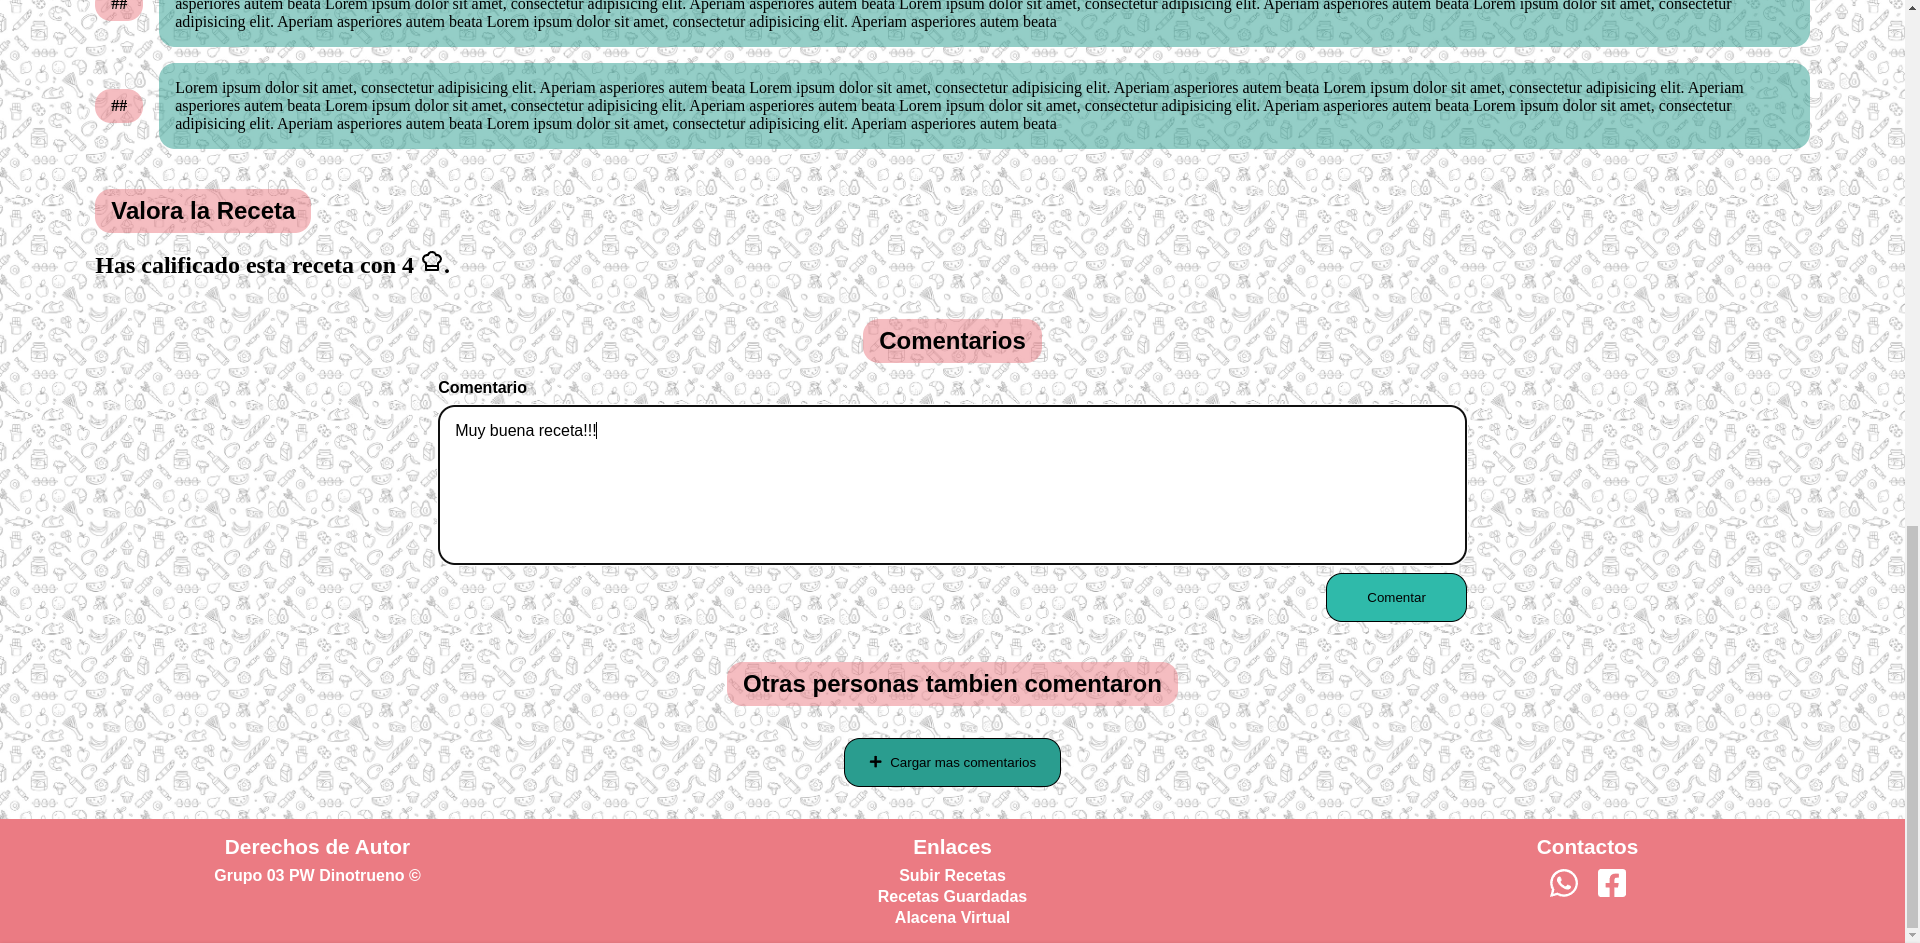 ##
asperiores autem beata Lorem ipsum dolor sit amet, consectetur adipisicing elit. Aperiam asperiores autem beata Lorem ipsum dolor sit amet, consectetur adipisicing elit. Aperiam asperiores autem beata Lorem ipsum dolor sit amet, consectetur
adipisicing elit. Aperiam asperiores autem beata Lorem ipsum dolor sit amet, consectetur adipisicing elit. Aperiam asperiores autem beata
##
Lorem ipsum dolor sit amet, consectetur adipisicing elit. Aperiam asperiores autem beata Lorem ipsum dolor sit amet, consectetur adipisicing elit. Aperiam asperiores autem beata Lorem ipsum dolor sit amet, consectetur adipisicing elit. Aperiam
asperiores autem beata Lorem ipsum dolor sit amet, consectetur adipisicing elit. Aperiam asperiores autem beata Lorem ipsum dolor sit amet, consectetur adipisicing elit. Aperiam asperiores autem beata Lorem ipsum dolor sit amet, consectetur
adipisicing elit. Aperiam asperiores autem beata Lorem ipsum dolor sit amet, consectetur adipisicing elit. Aperiam asperiores autem beata
Valora la Receta
Has calificado esta receta con 4 .
Comentarios
Comentario
Muy buena receta!!!
Comentar
Otras personas tambien comentaron
Cargar mas comentarios
Derechos de Autor
Grupo 03 PW Dinotrueno ©
Enlaces
Subir Recetas
Recetas Guardadas
Alacena Virtual
Contactos